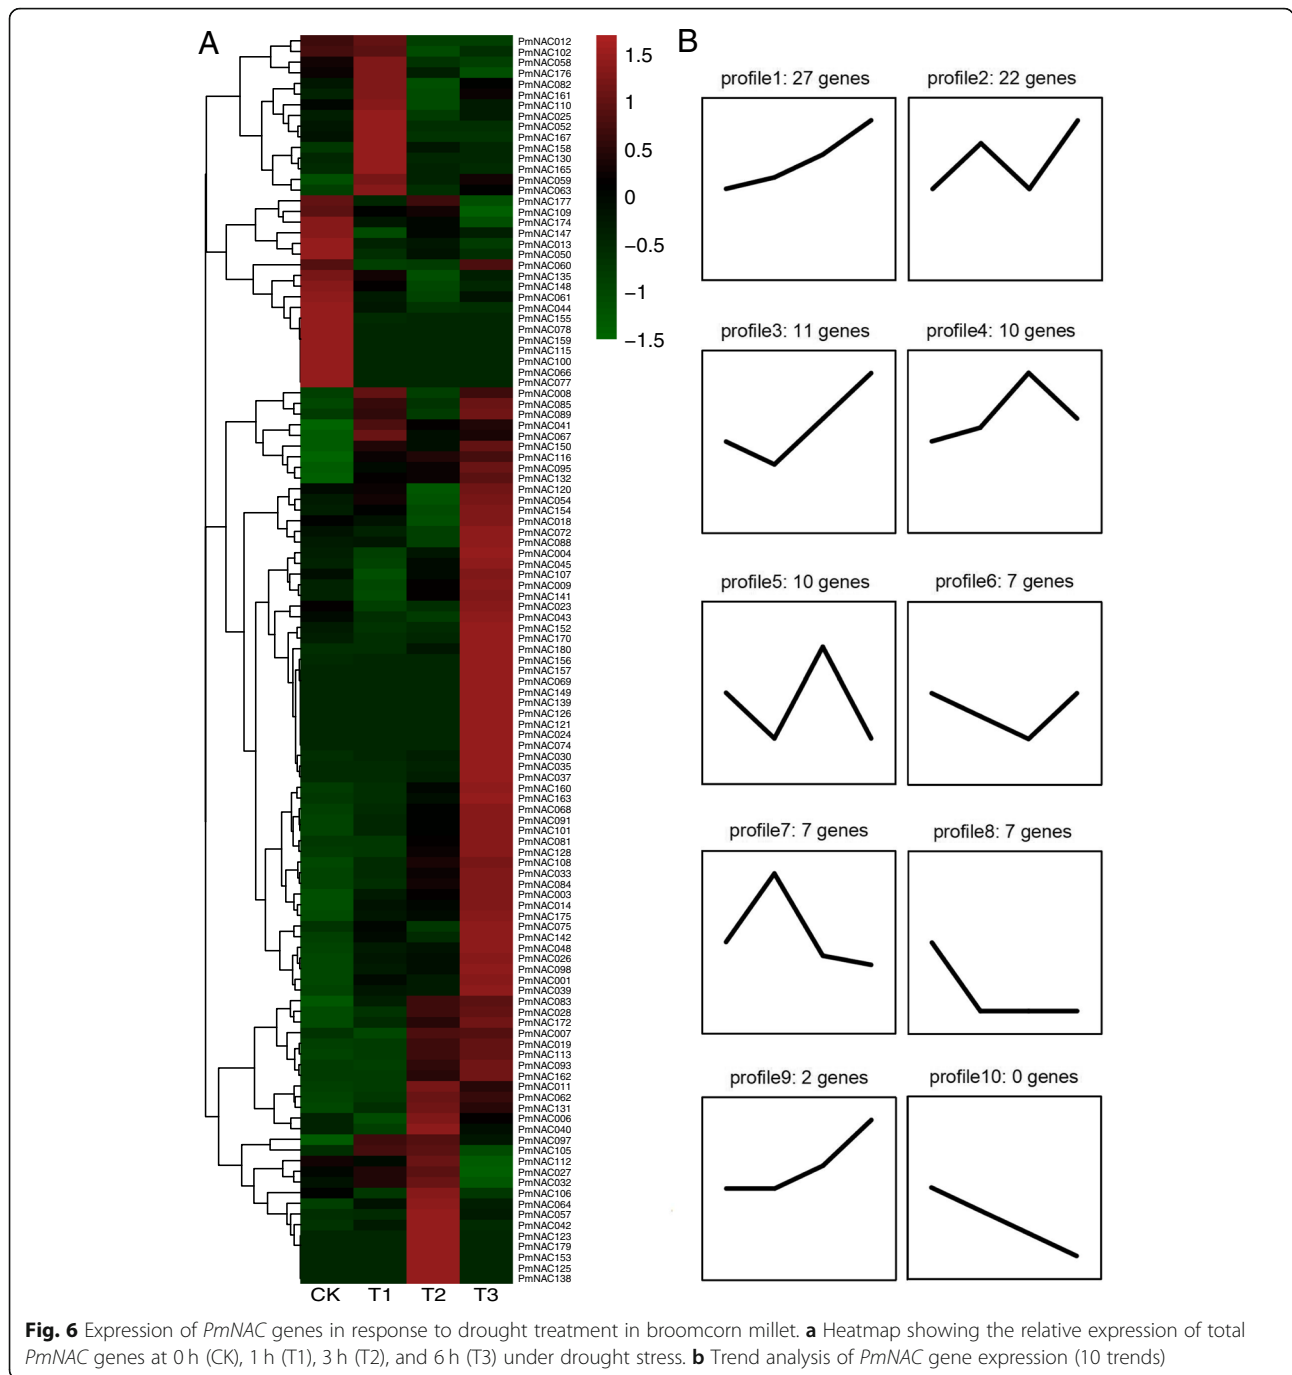 A
PmNAC012
PmNAC102
PmNAC058
PmNAC176
PmNAC082
PmNAC161
PmNAC110
PmNAC025
PmNAC052
PmNAC167
PmNAC158
PmNAC130
PmNAC165
PmNAC059
PmNAC063
PmNAC177
PmNAC109
PmNAC174
PmNAC147
PmNAC013
PmNAC050
PmNAC060
PmNAC135
PmNAC148
PmNAC061
PmNAC044
PmNAC155
PmNAC078
PmNAC159
PmNAC115
PmNAC100
PmNAC066
PmNAC077
PmNAC008
PmNAC085
PmNAC089
PmNAC041
PmNAC067
PmNAC150
PmNAC116
PmNAC095
PmNAC132
PmNAC120
PmNAC054
PmNAC154
PmNAC018
PmNAC072
PmNAC088
PmNAC004
PmNAC045
PmNAC107
PmNAC009
PmNAC141
PmNAC023
PmNAC043
PmNAC152
PmNAC170
PmNAC180
PmNAC156
PmNAC157
PmNAC069
PmNAC149
PmNAC139
PmNAC126
PmNAC121
PmNAC024
PmNAC074
PmNAC030
PmNAC035
PmNAC037
PmNAC160
PmNAC163
PmNAC068
PmNAC091
PmNAC101
PmNAC081
PmNAC128
PmNAC108
PmNAC033
PmNAC084
PmNAC003
PmNAC014
PmNAC175
PmNAC075
PmNAC142
PmNAC048
PmNAC026
PmNAC098
PmNAC001
PmNAC039
PmNAC083
PmNAC028
PmNAC172
PmNAC007
PmNAC019
PmNAC113
PmNAC093
PmNAC162
PmNAC011
PmNAC062
PmNAC131
PmNAC006
PmNAC040
PmNAC097
PmNAC105
PmNAC112
PmNAC027
PmNAC032
PmNAC106
PmNAC064
PmNAC057
PmNAC042
PmNAC123
PmNAC179
PmNAC153
PmNAC125
PmNAC138
CK T1 T2 T3
1.5
1
0.5
0
−0.5
−1
−1.5
B
profile1: 27 genes
profile2: 22 genes
profile3: 11 genes
profile4: 10 genes
profile5: 10 genes
profile6: 7 genes
profile7: 7 genes
profile8: 7 genes
profile9: 2 genes
profile10: 0 genes
Fig. 6 Expression of PmNAC genes in response to drought treatment in broomcorn millet. a Heatmap showing the relative expression of total
PmNAC genes at 0 h (CK), 1 h (T1), 3 h (T2), and 6 h (T3) under drought stress. b Trend analysis of PmNAC gene expression (10 trends)